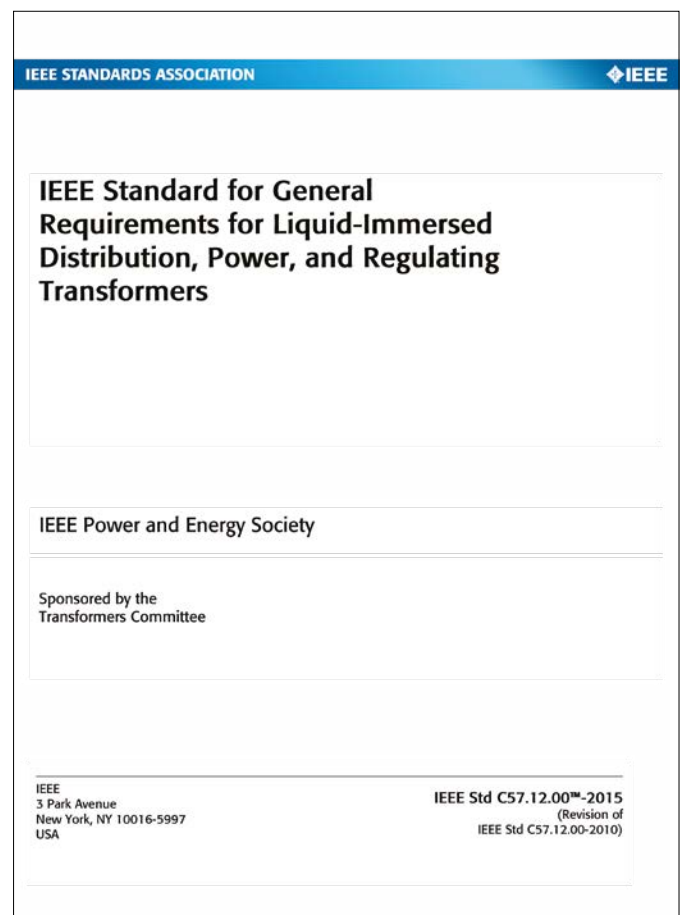 IEEE STANDARDS ASSOCIATION
IEEE
IEEE Standard for General
Requirements for Liquid-Immersed
Distribution, Power, and Regulating
Transformers
IEEE Power and Energy Society
Sponsored by the
Transformers Committee
IEEE
3 Park Avenue
New York, NY 10016-5997
USA
IEEE Std C57.12.00™-2015
(Revision of
IEEE Std C57.12.00-2010)